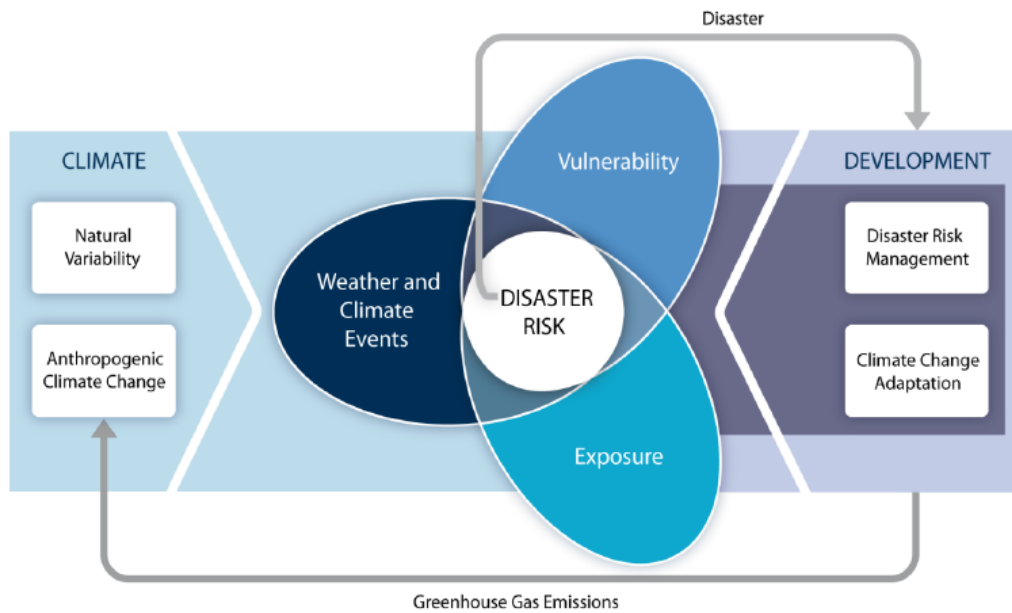 Disaster
CLIMATE
Natural
Variability
Anthropogenic
Climate Change
Weather and
Climate
Events
Vulnerability
DISASTER
RISK
Exposure
DEVELOPMENT
Disaster Risk
Management
Climate Change
Adaptation
Greenhouse Gas Emissions